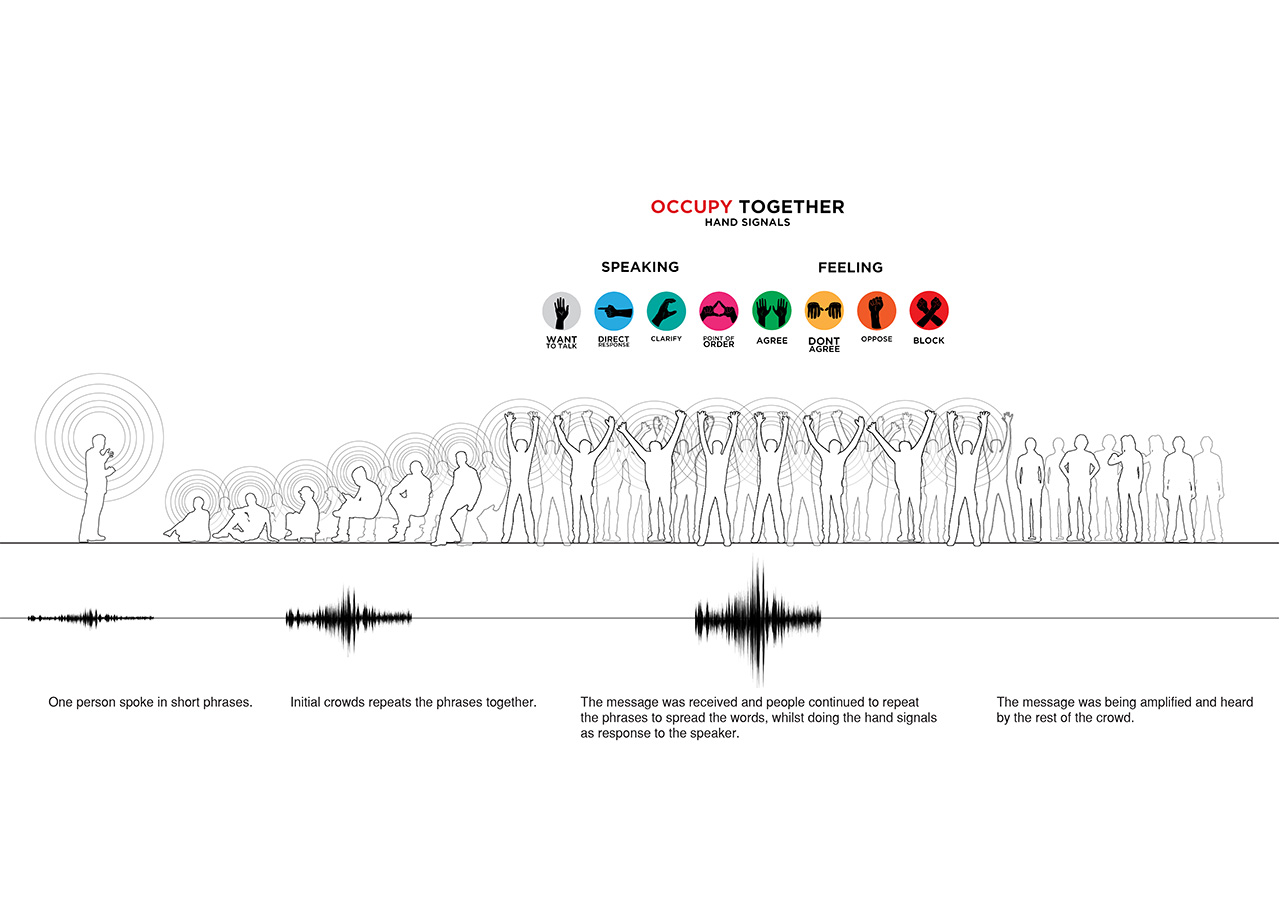 OCCUPY TOGETHER
HAND SIGNALS
SPEAKING
FEELING
WANT
TO TALK
DIRECT
RESPONSE
CLARIFY
POINT OF
ORDER
AGREE
DONT
AGREE
OPPOSE
BLOCK
One person spoke in short phrases.
Initial crowds repeats the phrases together.
The message was received and people continued to repeat
the phrases to spread the words, whilst doing the hand signals
as response to the speaker.
The message was being amplified and heard
by the rest of the crowd.